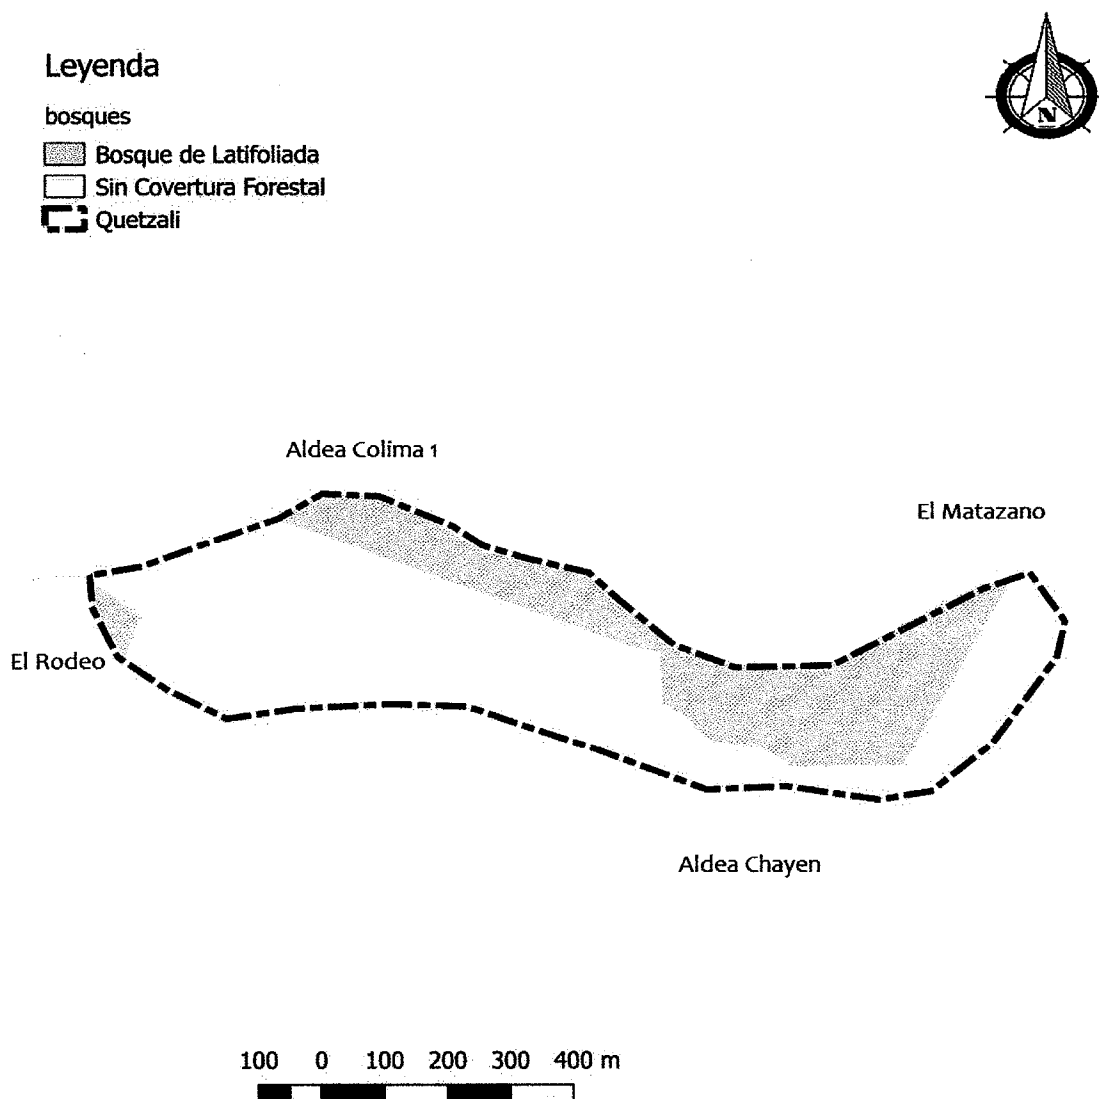 Leyenda
bosques
Bosque de Latifoliada
Sin Covertura Forestal
Quetzali
N
Aldea Colima 1
El Matazano
El Rodeo
Aldea Chayen
100 0 100 200 300 400 m